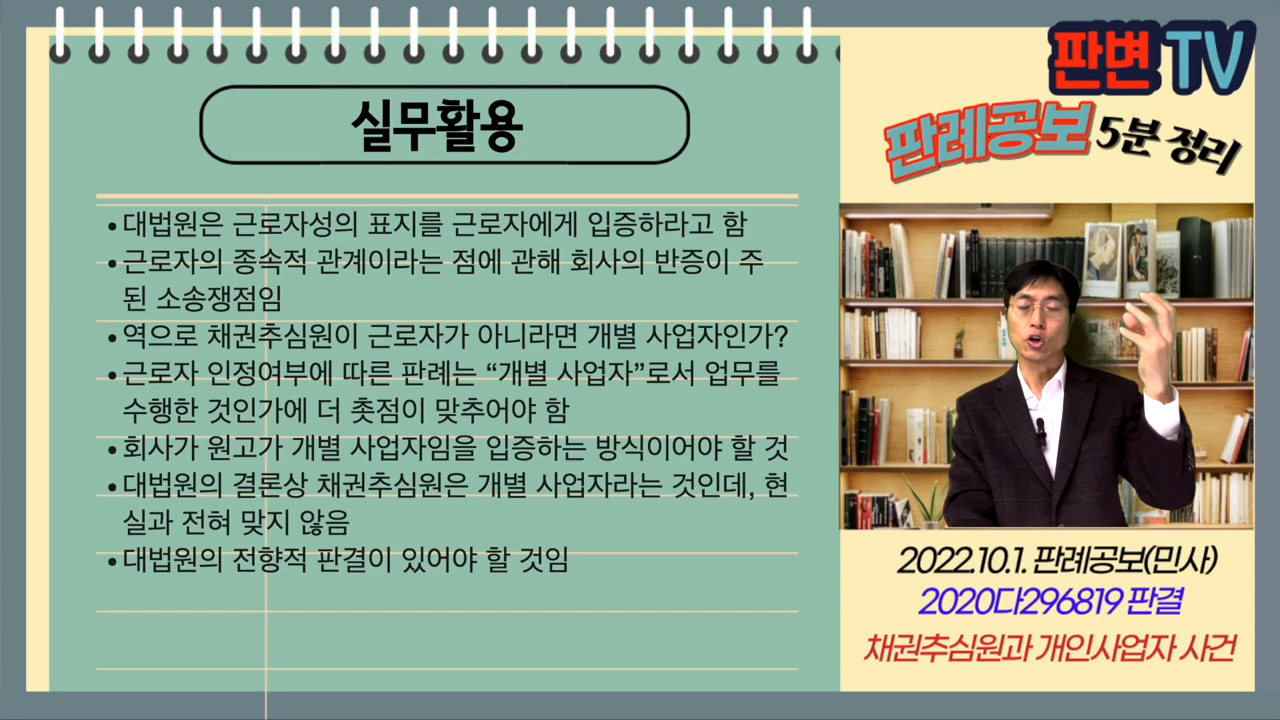 실무활용
•대법원은 근로자성의 표지를 근로자에게 입증하라고 함
•근로자의 종속적 관계이라는 점에 관해 회사의 반증이 주
된 소송쟁점임
•역으로 채권추심원이 근로자가 아니라면 개별 사업자인가?
•근로자 인정여부에 따른 판례는 “개별 사업자”로서 업무를
수행한 것인가에 더 촛점이 맞추어야 함
•회사가 원고가 개별 사업자임을 입증하는 방식이어야 할 것
•대법원의 결론상 채권추심원은 개별 사업자라는 것인데, 현
실과 전혀 맞지 않음
•대법원의 전향적 판결이 있어야 할 것임
판변 TV
판례공보 5분 정리
2022.10.1. 판례공보(민사)
2020다296819 판결
채권추심원과 개인사업자 사건